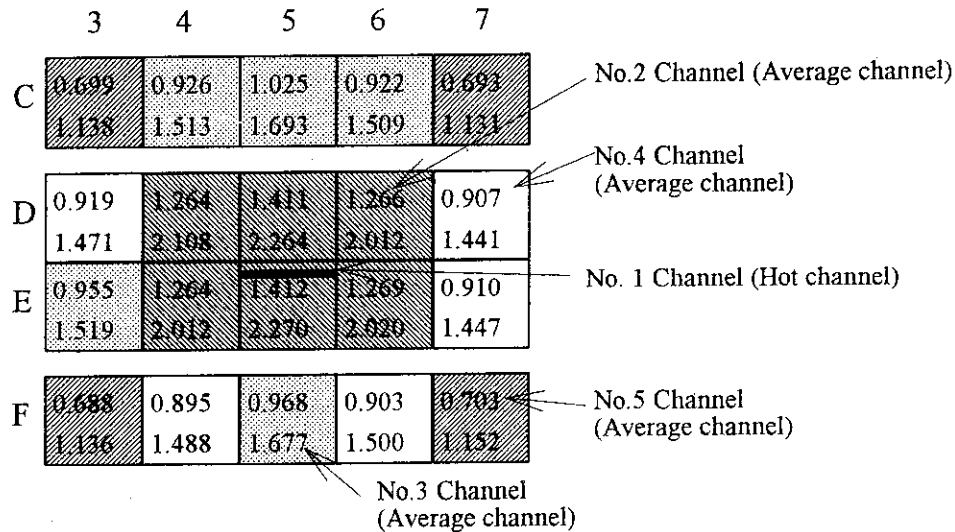 3 4 5 6 7
C 0.699 0.926 1.025 0.922 0.693
1.138 1.513 1.693 1.509 1.131
No.2 Channel (Average channel)
No.4 Channel
(Average channel)
D 0.919 1.264 1.411 1.266 0.907
1.471 2.108 2.264 2.012 1.441
No. 1 Channel (Hot channel)
E 0.955 1.264 1.412 1.269 0.910
1.519 2.012 2.270 2.020 1.447
F 0.688 0.895 0.968 0.903 0.703
1.136 1.488 1.677 1.500 1.152
No.5 Channel
(Average channel)
No.3 Channel
(Average channel)